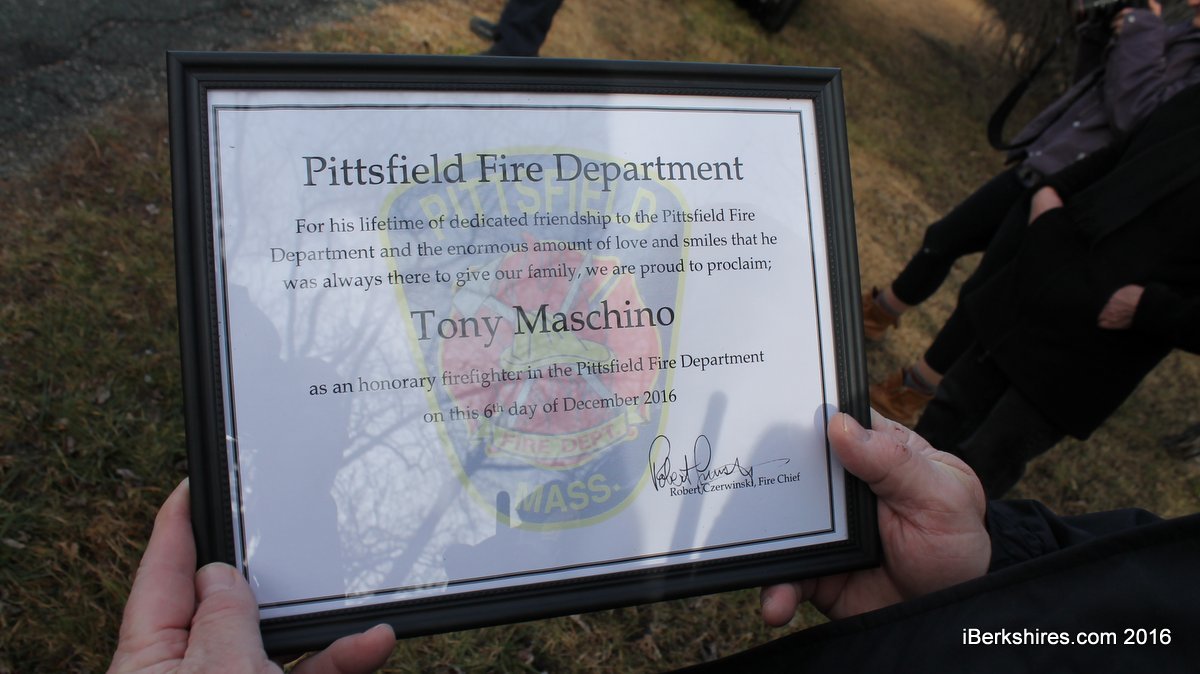 Pittsfield Fire Department
For his lifetime of dedicated friendship to the Pittsfield Fire
Department and the enormous amount of love and smiles that he
was always there to give our family, we are proud to proclaim;
Tony Maschino
as an honorary firefighter in the Pittsfield Fire Department
on this 6th day of December 2016
Robert Czerwinski, Fire Chief
PITTSFIELD
FIRE DEPT.
MASS.
iBerkshires.com 2016